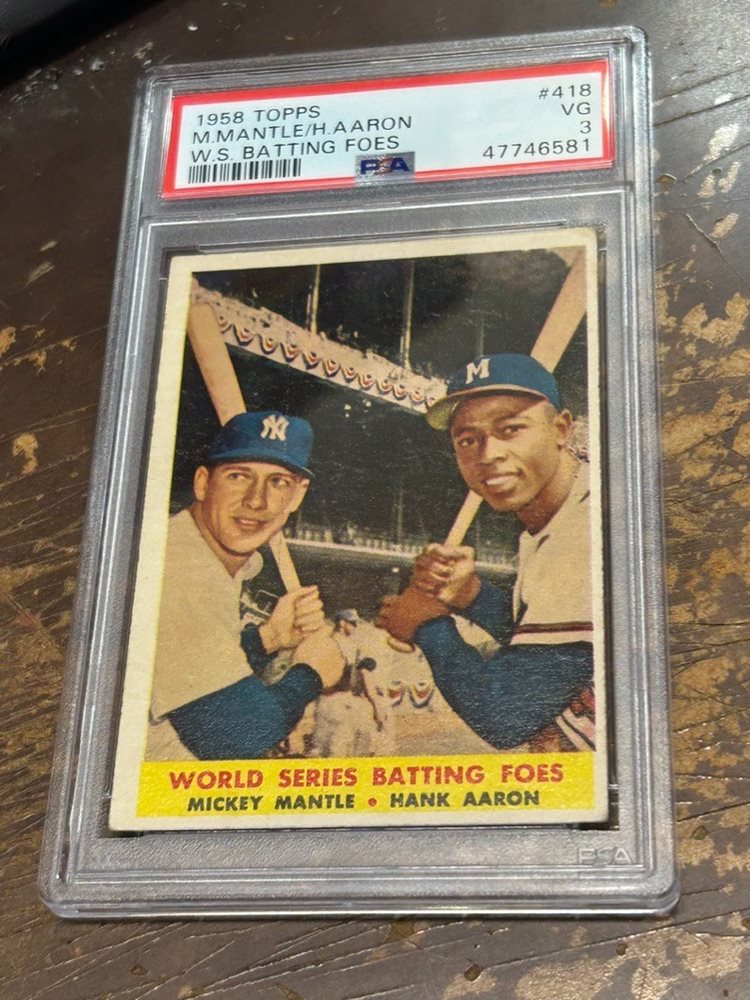 1958 TOPPS #418
M.MANTLE/H.AARON VG
W.S. BATTING FOES 3
PSA 47746581
NY
M
WORLD SERIES BATTING FOES
MICKEY MANTLE • HANK AARON
PSA